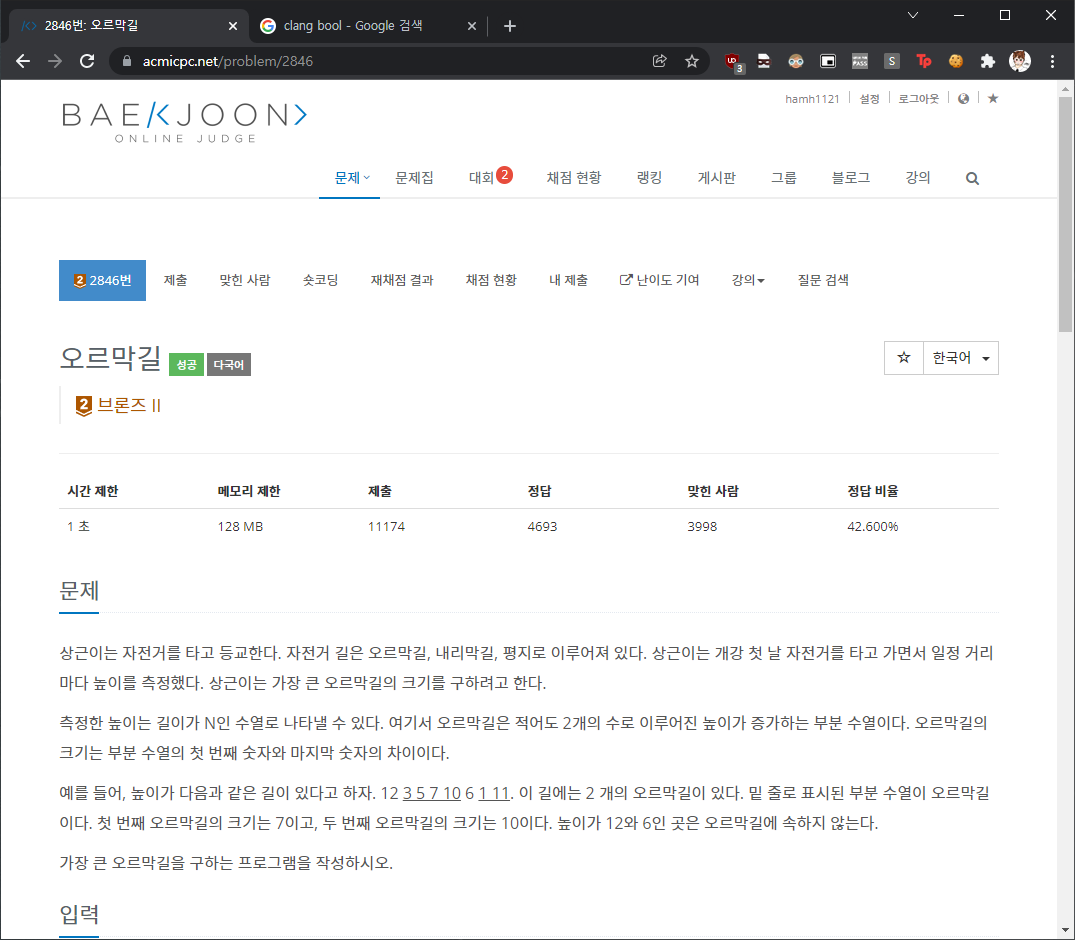 2846번: 오르막길
clang bool - Google 검색
acmicpc.net/problem/2846
3
PASS
S
Tp
hamh1121 설정 로그아웃
BAEKJOON>
ONLINE JUDGE
문제 문제집 대회 2 채점 현황 랭킹 게시판 그룹 블로그 강의
2 2846번 제출 맞힌 사람 숏코딩 재채점 결과 채점 현황 내 제출 난이도 기여 강의 질문 검색
오르막길 성공 다국어
한국어
2 브론즈 II
시간 제한 메모리 제한 제출 정답 맞힌 사람 정답 비율
1 초 128 MB 11174 4693 3998 42.600%
문제
상근이는 자전거를 타고 등교한다. 자전거 길은 오르막길, 내리막길, 평지로 이루어져 있다. 상근이는 개강 첫 날 자전거를 타고 가면서 일정 거리
마다 높이를 측정했다. 상근이는 가장 큰 오르막길의 크기를 구하려고 한다.
측정한 높이는 길이가 N인 수열로 나타낼 수 있다. 여기서 오르막길은 적어도 2개의 수로 이루어진 높이가 증가하는 부분 수열이다. 오르막길의
크기는 부분 수열의 첫 번째 숫자와 마지막 숫자의 차이이다.
예를 들어, 높이가 다음과 같은 길이 있다고 하자. 12 3 5 7 10 6 1 11. 이 길에는 2 개의 오르막길이 있다. 밑 줄로 표시된 부분 수열이 오르막길
이다. 첫 번째 오르막길의 크기는 7이고, 두 번째 오르막길의 크기는 10이다. 높이가 12와 6인 곳은 오르막길에 속하지 않는다.
가장 큰 오르막길을 구하는 프로그램을 작성하시오.
입력